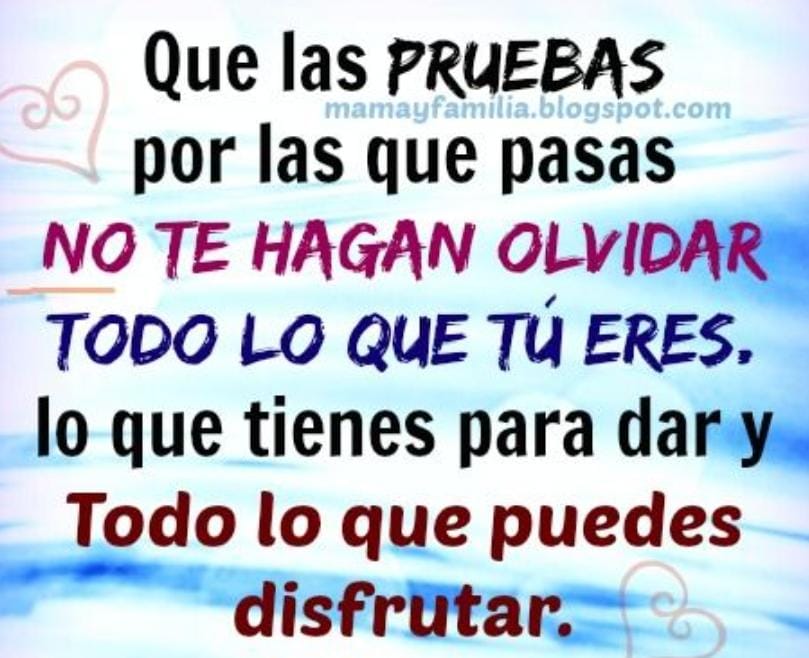 Que las PRUEBAS
mamayfamilia.blogspot.com
por las que pasas
NO TE HAGAN OLVIDAR
TODO LO QUE TÚ ERES.
lo que tienes para dar y
Todo lo que puedes
disfrutar.